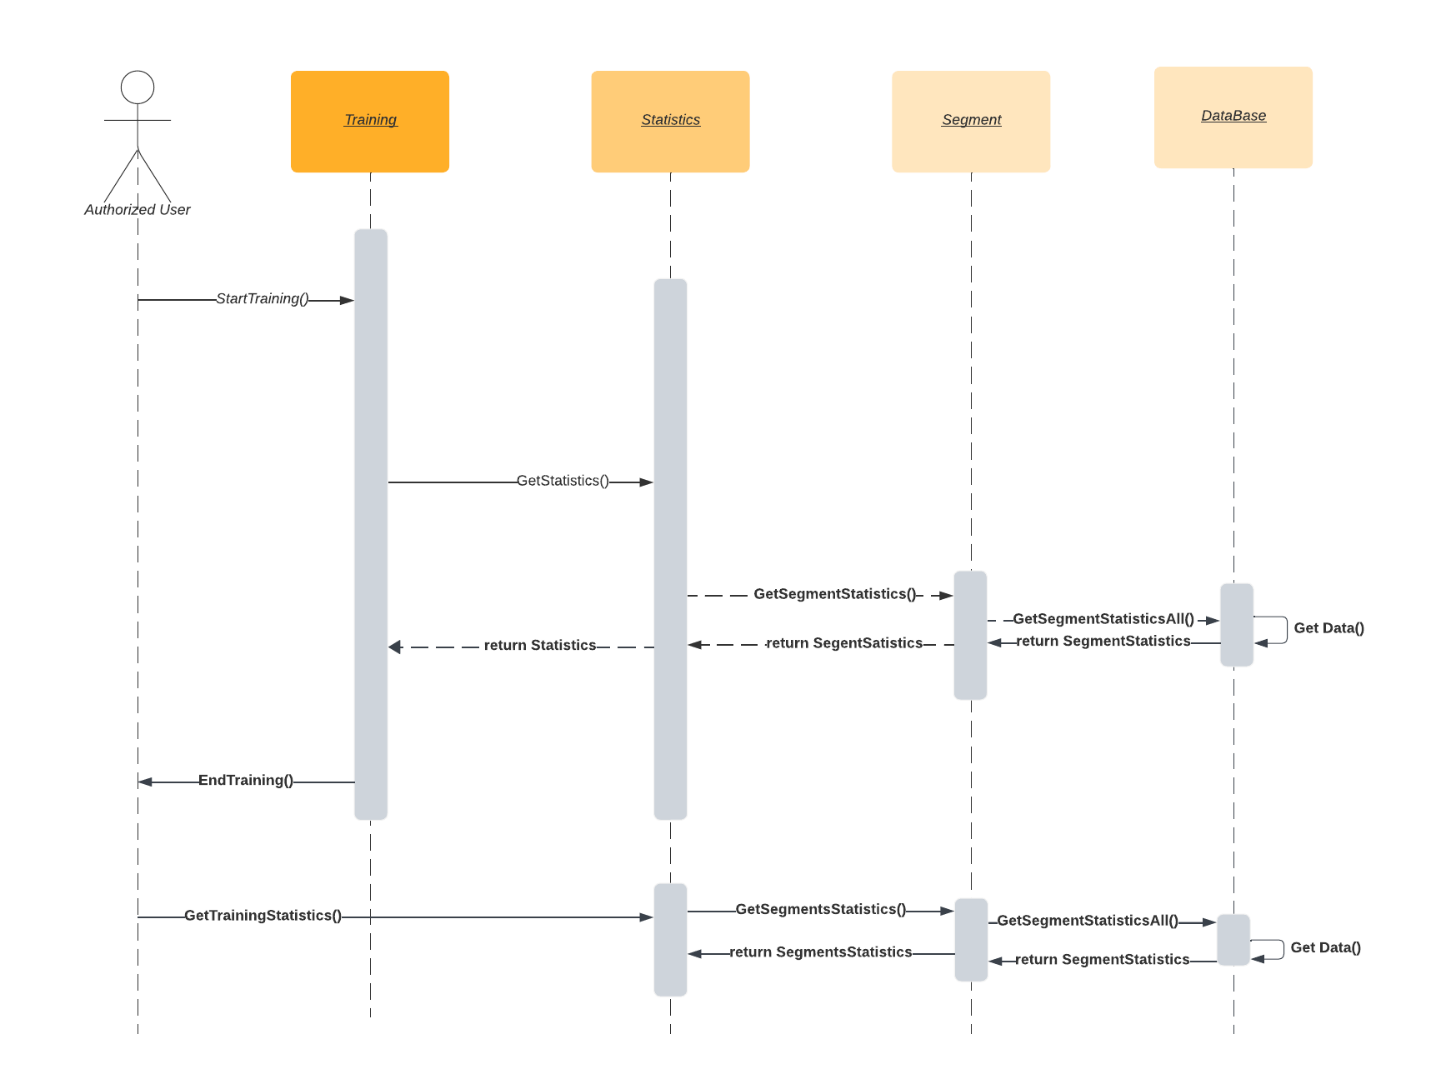 Training
Statistics
Segment
DataBase
Authorized User
StartTraining()
GetStatistics()
GetSegmentStatistics()
GetSegmentStatisticsAll()
Get Data()
return Statistics
return SegentSatistics
return SegmentStatistics
EndTraining()
GetTrainingStatistics()
GetSegmentsStatistics()
GetSegmentStatisticsAll()
Get Data()
return SegmentsStatistics
return SegmentStatistics